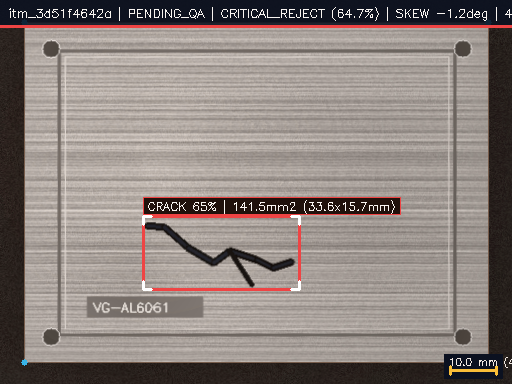 itm_3d51f4642a | PENDING_QA | CRITICAL_REJECT (64.7%) | SKEW -1.2deg | 4
CRACK 65% | 141.5mm2 (33.6x15.7mm)
VG-AL6061
10.0 mm (4